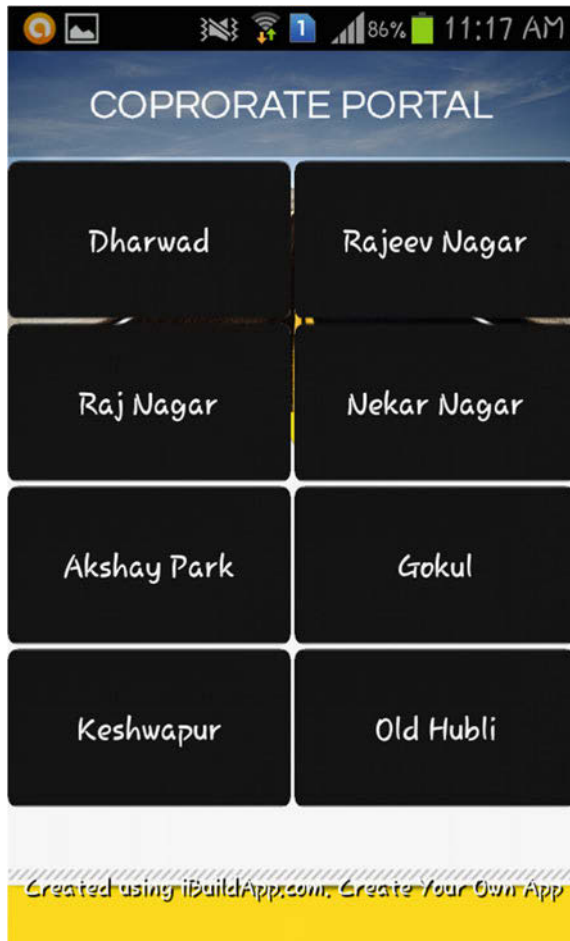 1 86% 11:17 AM
COPRORATE PORTAL
Dharwad Rajeev Nagar
Raj Nagar Nekar Nagar
Akshay Park Gokul
Keshwapur Old Hubli
Created using iBuildApp.com. Create Your Own App